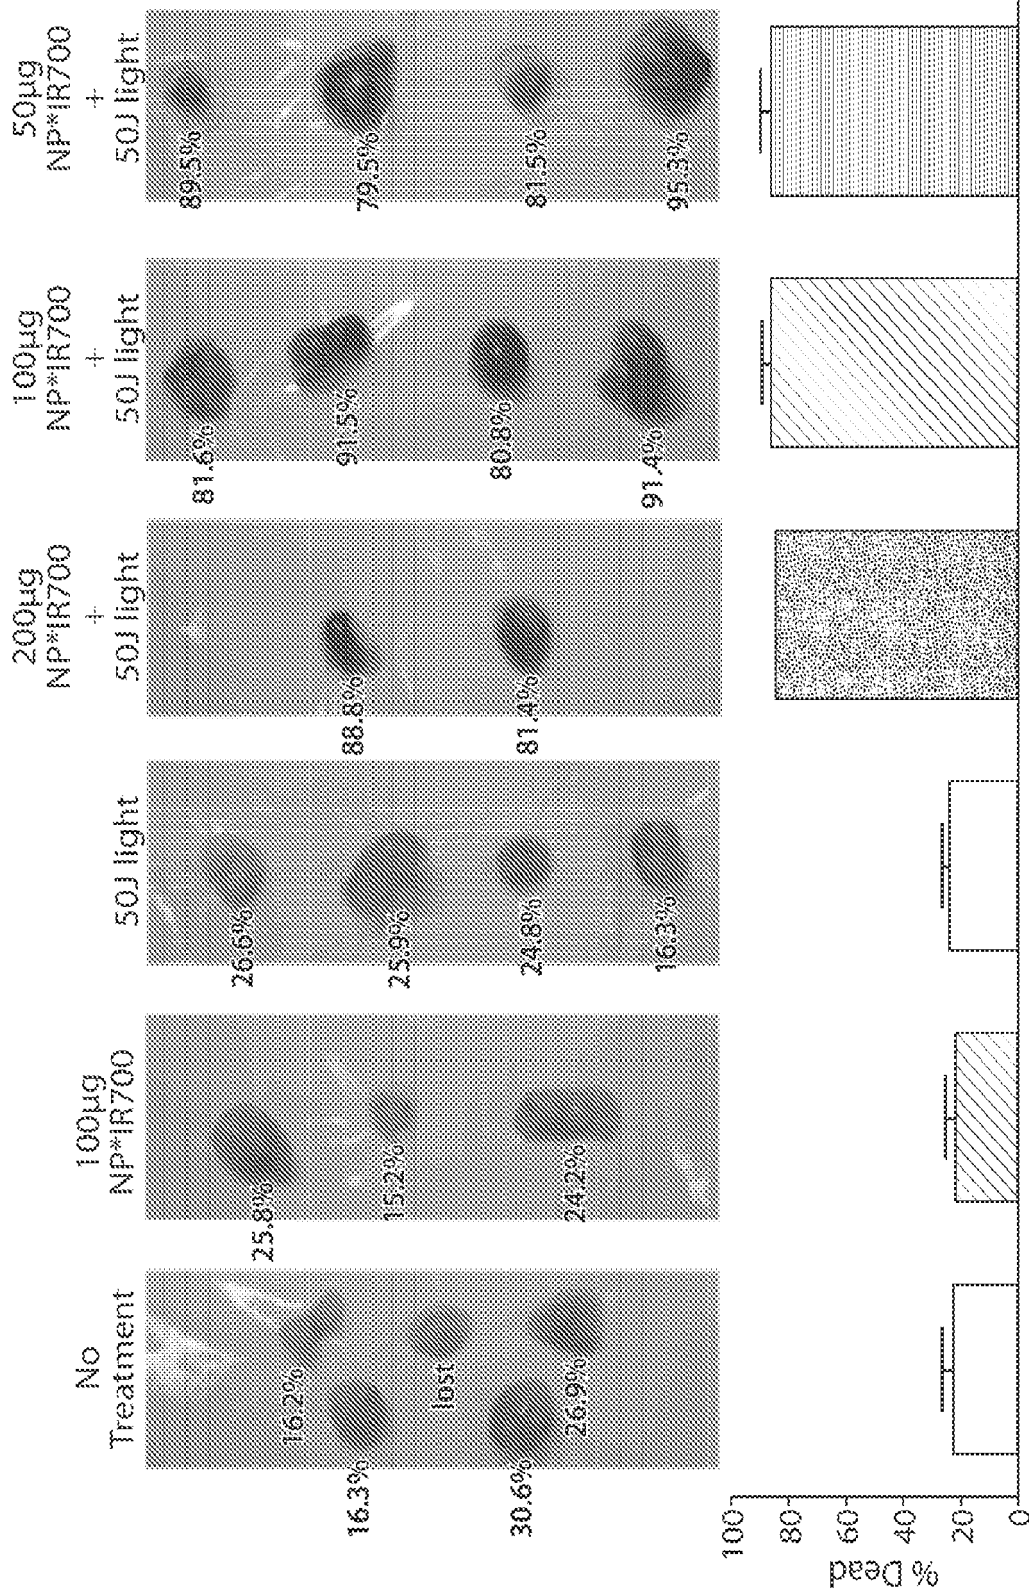 No
Treatment
16.2%
16.3%
lost
30.6%
26.9%
100µg
NP*IR700
25.8%
15.2%
24.2%
50J light
26.6%
25.9%
24.8%
16.3%
200µg
NP*IR700
+
50J light
88.8%
81.4%
100µg
NP*IR700
+
50J light
81.6%
91.5%
80.8%
91.4%
50µg
NP*IR700
+
50J light
89.5%
79.5%
81.5%
95.3%
% Dead
100
80
60
40
20
0